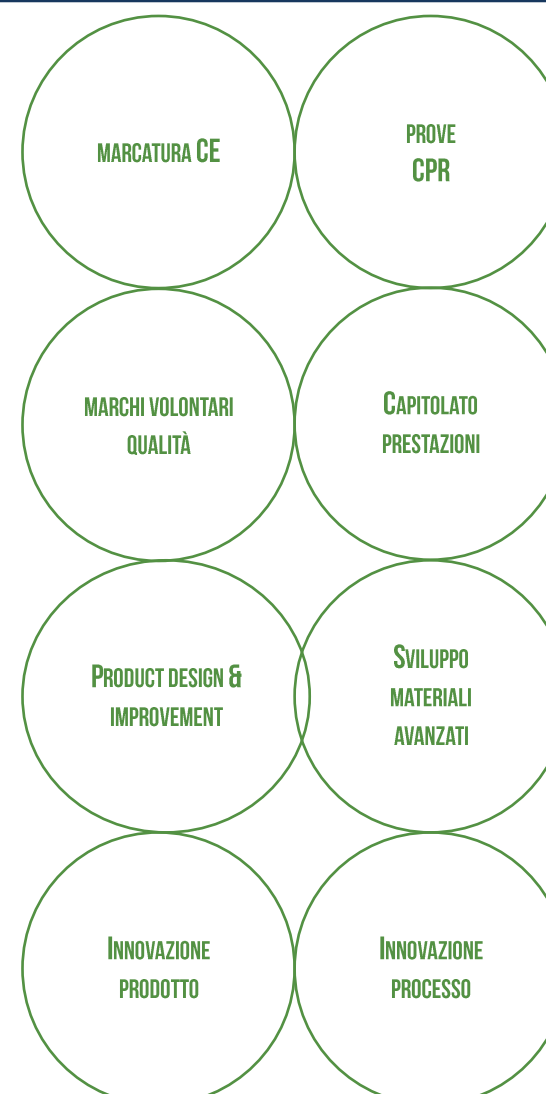 MARCATURA CE
PROVE
CPR
MARCHI VOLONTARI
QUALITÀ
CAPITOLATO
PRESTAZIONI
PRODUCT DESIGN &
IMPROVEMENT
SVILUPPO
MATERIALI
AVANZATI
INNOVAZIONE
PRODOTTO
INNOVAZIONE
PROCESSO